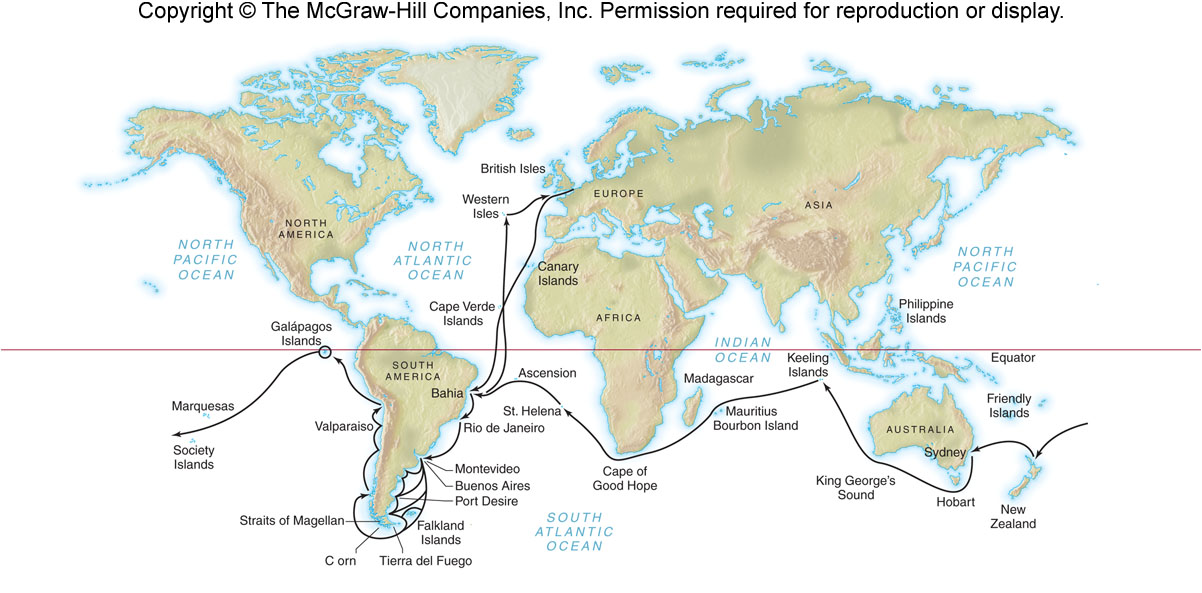 Copyright © The McGraw-Hill Companies, Inc. Permission required for reproduction or display.
British Isles
EUROPE
Western
Isles
ASIA
NORTH
AMERICA
NORTH
PACIFIC
OCEAN
NORTH
ATLANTIC
OCEAN
NORTH
PACIFIC
OCEAN
Canary
Islands
Cape Verde
Islands
AFRICA
Philippine
Islands
Galápagos
Islands
INDIAN
OCEAN
Keeling
Islands
Equator
SOUTH
AMERICA
Ascension
Madagascar
Bahia
Marquesas
St. Helena
Mauritius
Bourbon Island
Friendly
Islands
Valparaiso
Rio de Janeiro
AUSTRALIA
Sydney
Society
Islands
Montevideo
Buenos Aires
Port Desire
Cape of
Good Hope
King George's
Sound
Hobart
New
Zealand
Straits of Magellan
Falkland
Islands
SOUTH
ATLANTIC
OCEAN
C orn
Tierra del Fuego